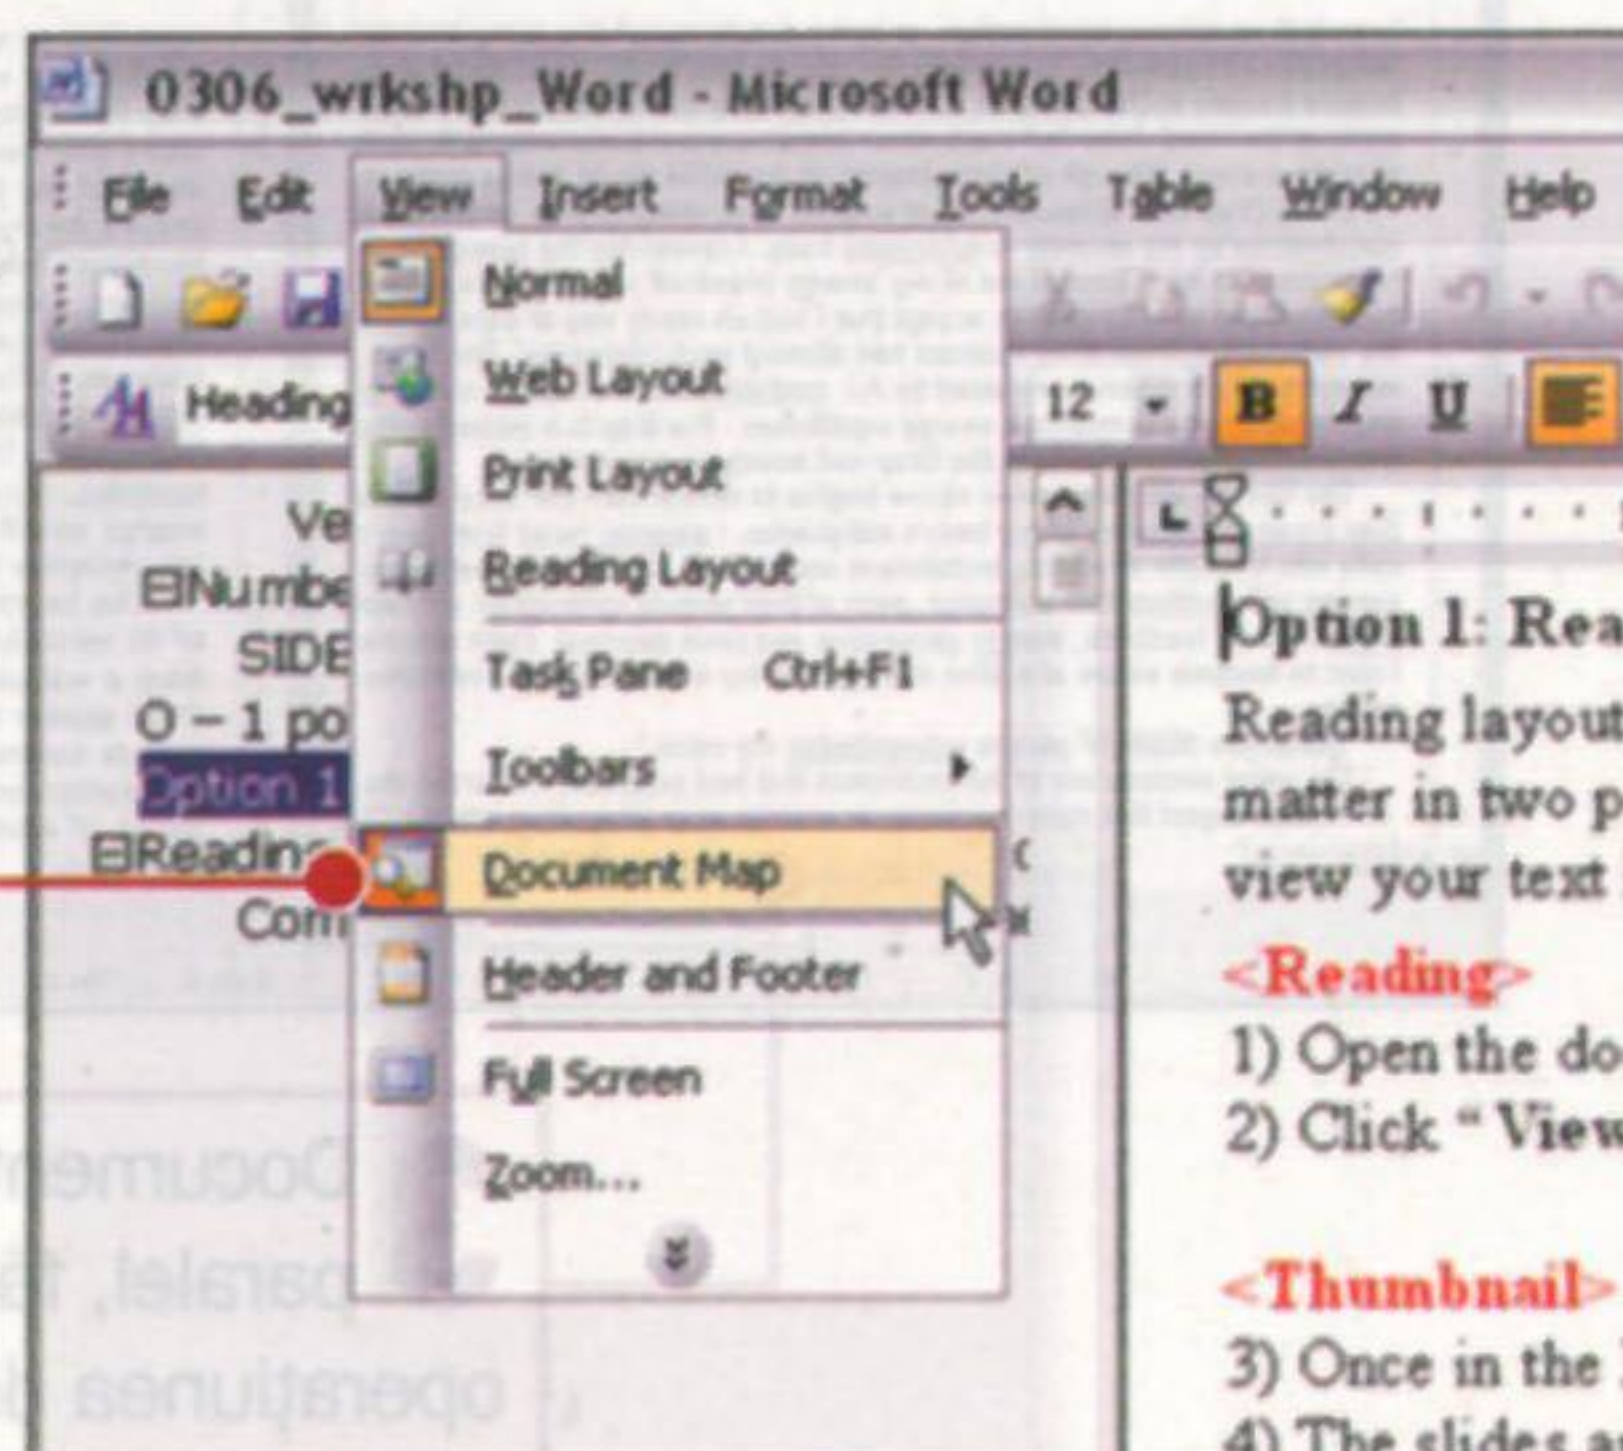 0306_wrkshp_Word - Microsoft Word
File Edit View Insert Format Tools Table Window Help
Normal
Web Layout
Print Layout
Reading Layout
Task Pane Ctrl+F1
Toolbars
Document Map
Header and Footer
Full Screen
Zoom...
Heading
12 B I U
Ve
Numbe
SIDE
O – 1 po
Option 1
Reading
Com
Option 1: Rea
Reading layout
matter in two p
view your text
<Reading>
1) Open the do
2) Click “View
<Thumbnail>
3) Once in the
4) The slides a